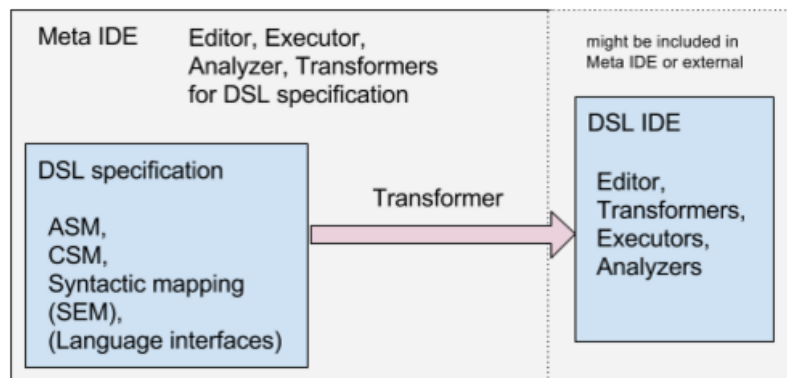 Meta IDE
Editor, Executor,
Analyzer, Transformers
for DSL specification
might be included in
Meta IDE or external
DSL specification
ASM,
CSM,
Syntactic mapping
(SEM),
(Language interfaces)
Transformer
DSL IDE
Editor,
Transformers,
Executors,
Analyzers